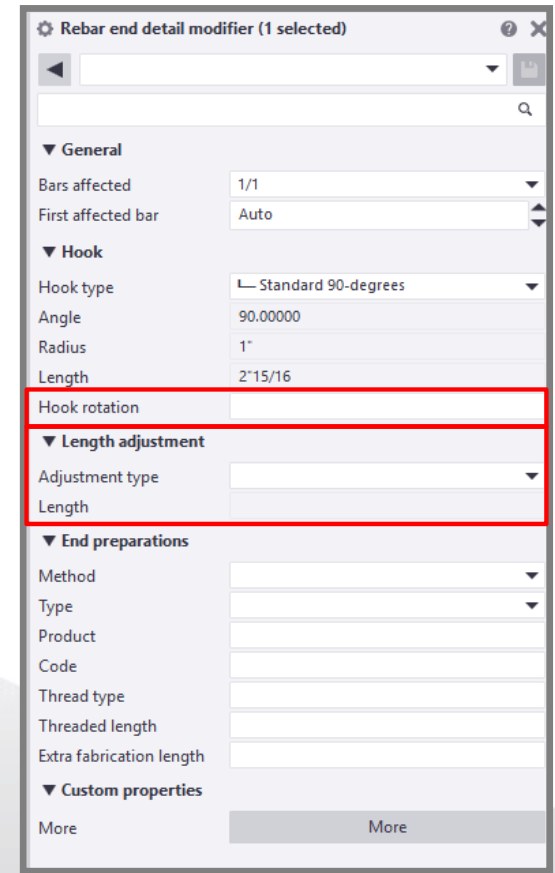 Rebar end detail modifier (1 selected)
General
Bars affected 1/1
First affected bar Auto
Hook
Hook type Standard 90-degrees
Angle 90.00000
Radius 1"
Length 2"15/16
Hook rotation
Length adjustment
Adjustment type
Length
End preparations
Method
Type
Product
Code
Thread type
Threaded length
Extra fabrication length
Custom properties
More More